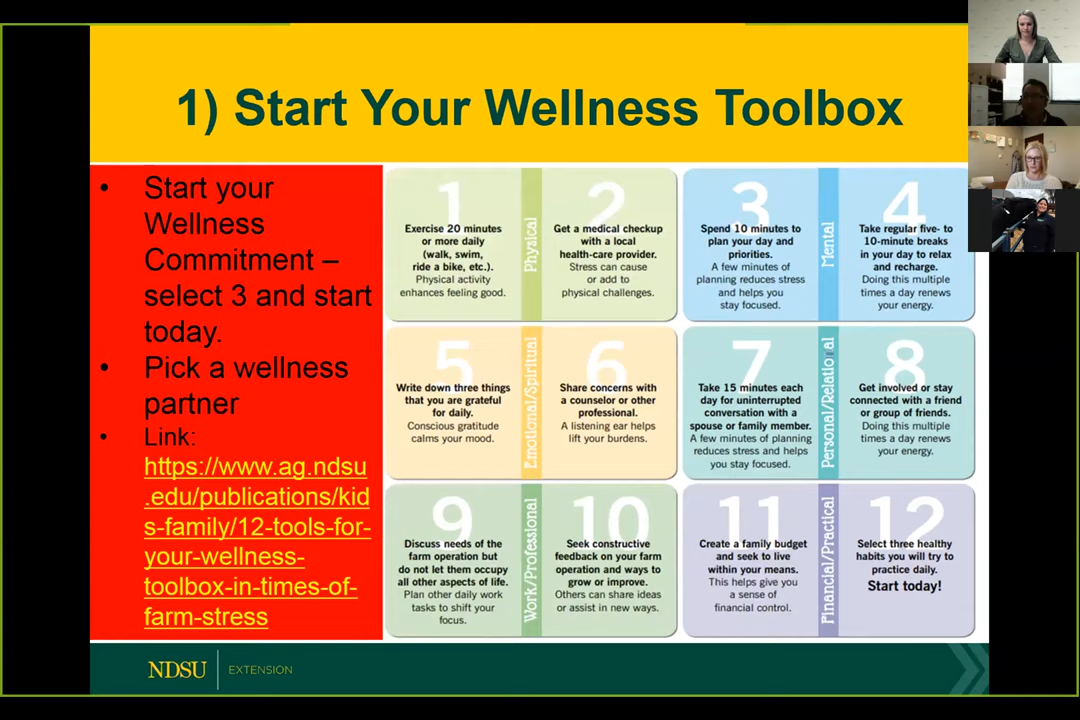 1) Start Your Wellness Toolbox
• Start your
Wellness
Commitment –
select 3 and start
today.
• Pick a wellness
partner
• Link:
https://www.ag.ndsu
.edu/publications/kid
s-family/12-tools-for-
your-wellness-
toolbox-in-times-of-
farm-stress
1
Exercise 20 minutes
or more daily
(walk, swim,
ride a bike, etc.).
Physical activity
enhances feeling good.
Physical
2
Get a medical checkup
with a local
health-care provider.
Stress can cause
or add to
physical challenges.
3
Spend 10 minutes to
plan your day and
priorities.
A few minutes of
planning reduces stress
and helps you
stay focused.
Mental
4
Take regular five- to
10-minute breaks
in your day to relax
and recharge.
Doing this multiple
times a day renews
your energy.
5
Write down three things
that you are grateful
for daily.
Conscious gratitude
calms your mood.
Emotional/Spiritual
6
Share concerns with
a counselor or other
professional.
A listening ear helps
lift your burdens.
7
Take 15 minutes each
day for uninterrupted
conversation with a
spouse or family member.
A few minutes of planning
reduces stress and helps
you stay focused.
Personal/Relational
8
Get involved or stay
connected with a friend
or group of friends.
Doing this multiple
times a day renews
your energy.
9
Discuss needs of the
farm operation but
do not let them occupy
all other aspects of life.
Plan other daily work
tasks to shift your
focus.
Work/Professional
10
Seek constructive
feedback on your farm
operation and ways to
grow or improve.
Others can share ideas
or assist in new ways.
11
Create a family budget
and seek to live
within your means.
This helps give you
a sense of
financial control.
Financial/Practical
12
Select three healthy
habits you will try to
practice daily.
Start today!
NDSU EXTENSION